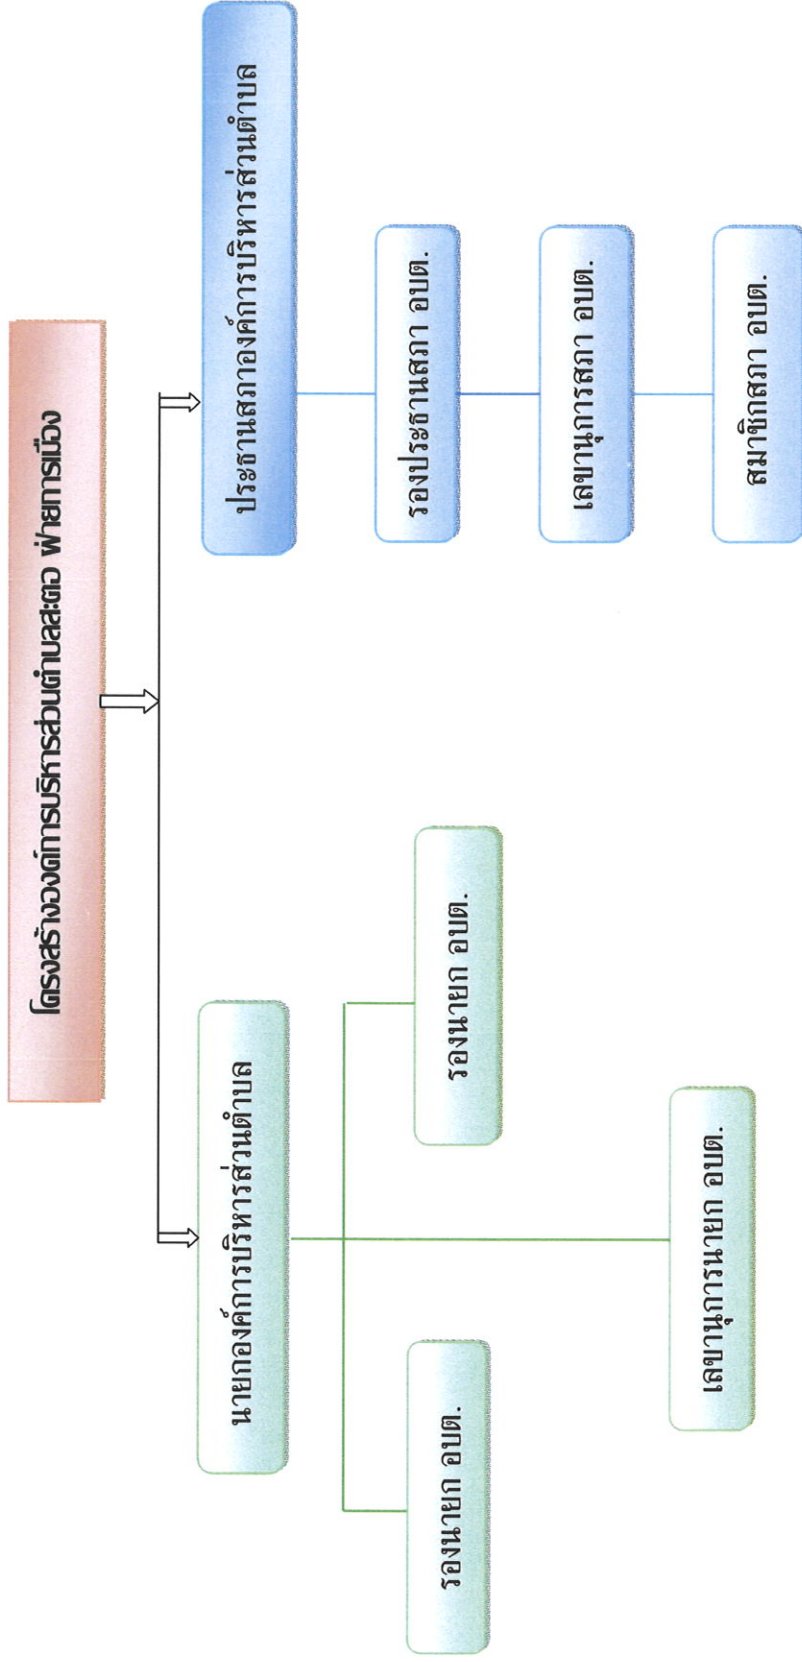 โครงสร้างองค์การบริหารส่วนตำบลสะตอ ฝ่ายการเมือง
นายกองค์การบริหารส่วนตำบล
ประธานสภาองค์การบริหารส่วนตำบล
รองนายก อบต.
รองนายก อบต.
เลขานุการนายก อบต.
รองประธานสภา อบต.
เลขานุการสภา อบต.
สมาชิกสภา อบต.